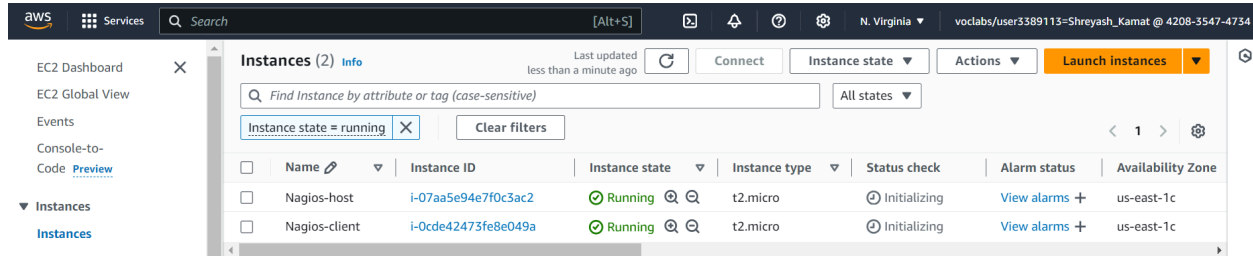 aws Services Search [Alt+S] N. Virginia ▼ voclabs/user3389113=Shreyash_Kamat @ 4208-3547-4734
EC2 Dashboard
EC2 Global View
Events
Console-to-
Code Preview
▼ Instances
Instances
Instances (2) Info
Last updated
less than a minute ago
Connect Instance state ▼ Actions ▼ Launch instances ▼
Find Instance by attribute or tag (case-sensitive) All states ▼
Instance state = running Clear filters
< 1 >
Name Instance ID Instance state Instance type Status check Alarm status Availability Zone
Nagios-host i-07aa5e94e7f0c3ac2 Running t2.micro Initializing View alarms + us-east-1c
Nagios-client i-0cde42473fe8e049a Running t2.micro Initializing View alarms + us-east-1c